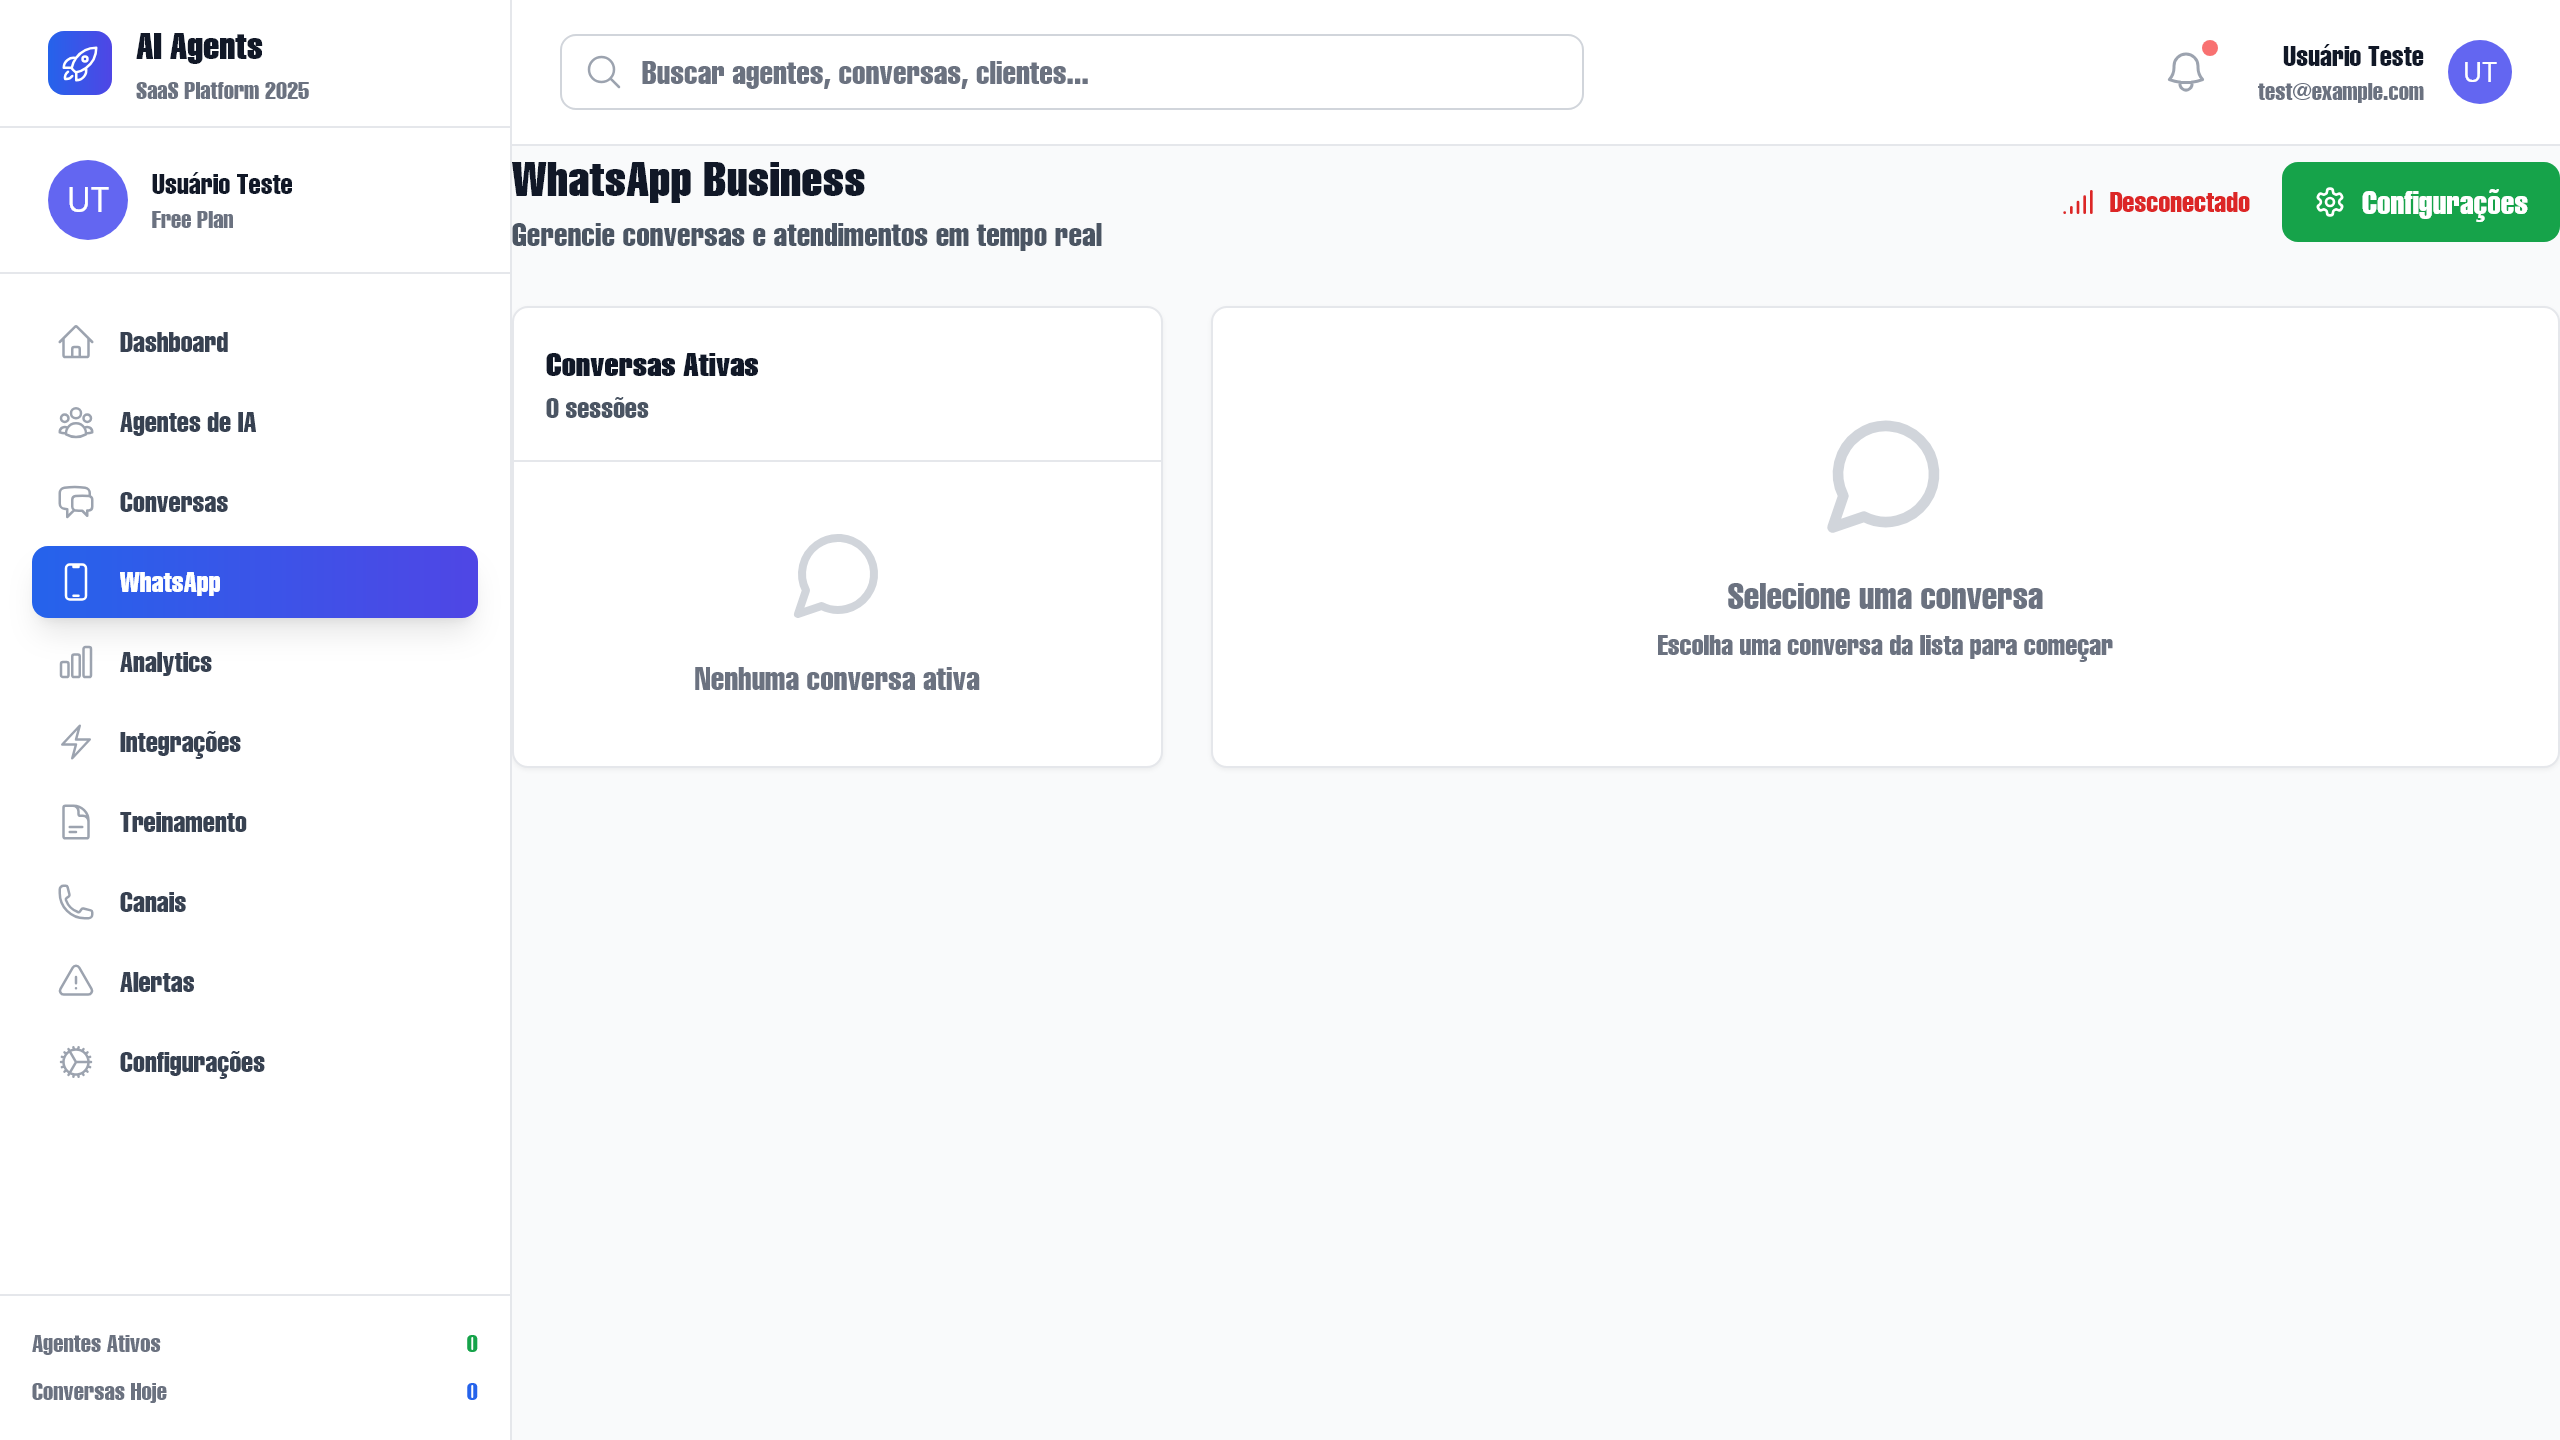 AI Agents
SaaS Platform 2025
UT
Usuário Teste
Free Plan
Dashboard
Agentes de IA
Conversas
WhatsApp
Analytics
Integrações
Treinamento
Canais
Alertas
Configurações
Agentes Ativos 0
Conversas Hoje 0
Buscar agentes, conversas, clientes...
Usuário Teste
test@example.com
UT
WhatsApp Business
Gerencie conversas e atendimentos em tempo real
Desconectado
Configurações
Conversas Ativas
0 sessões
Nenhuma conversa ativa
Selecione uma conversa
Escolha uma conversa da lista para começar